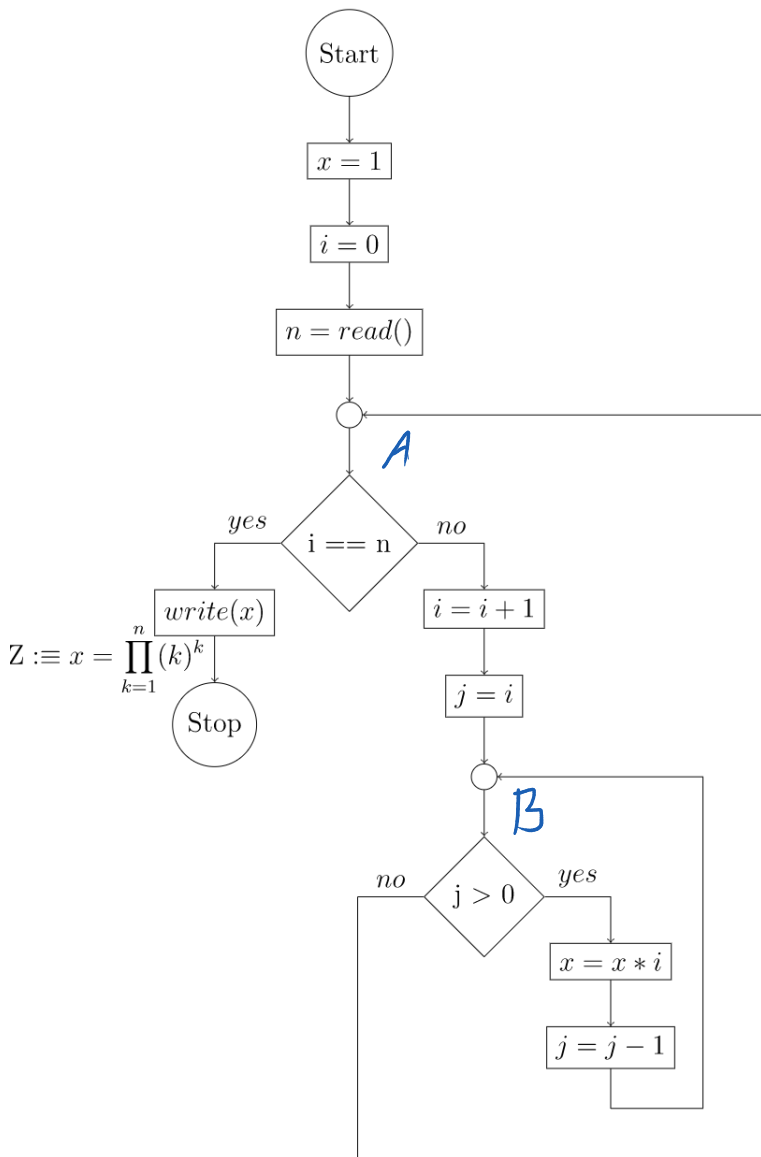 Start
x = 1
i = 0
n = read()
A
yes
no
i == n
write(x)
i = i + 1
Z :≡ x = ∏_{k=1}^{n} (k)^k
j = i
Stop
B
no
yes
j > 0
x = x * i
j = j − 1